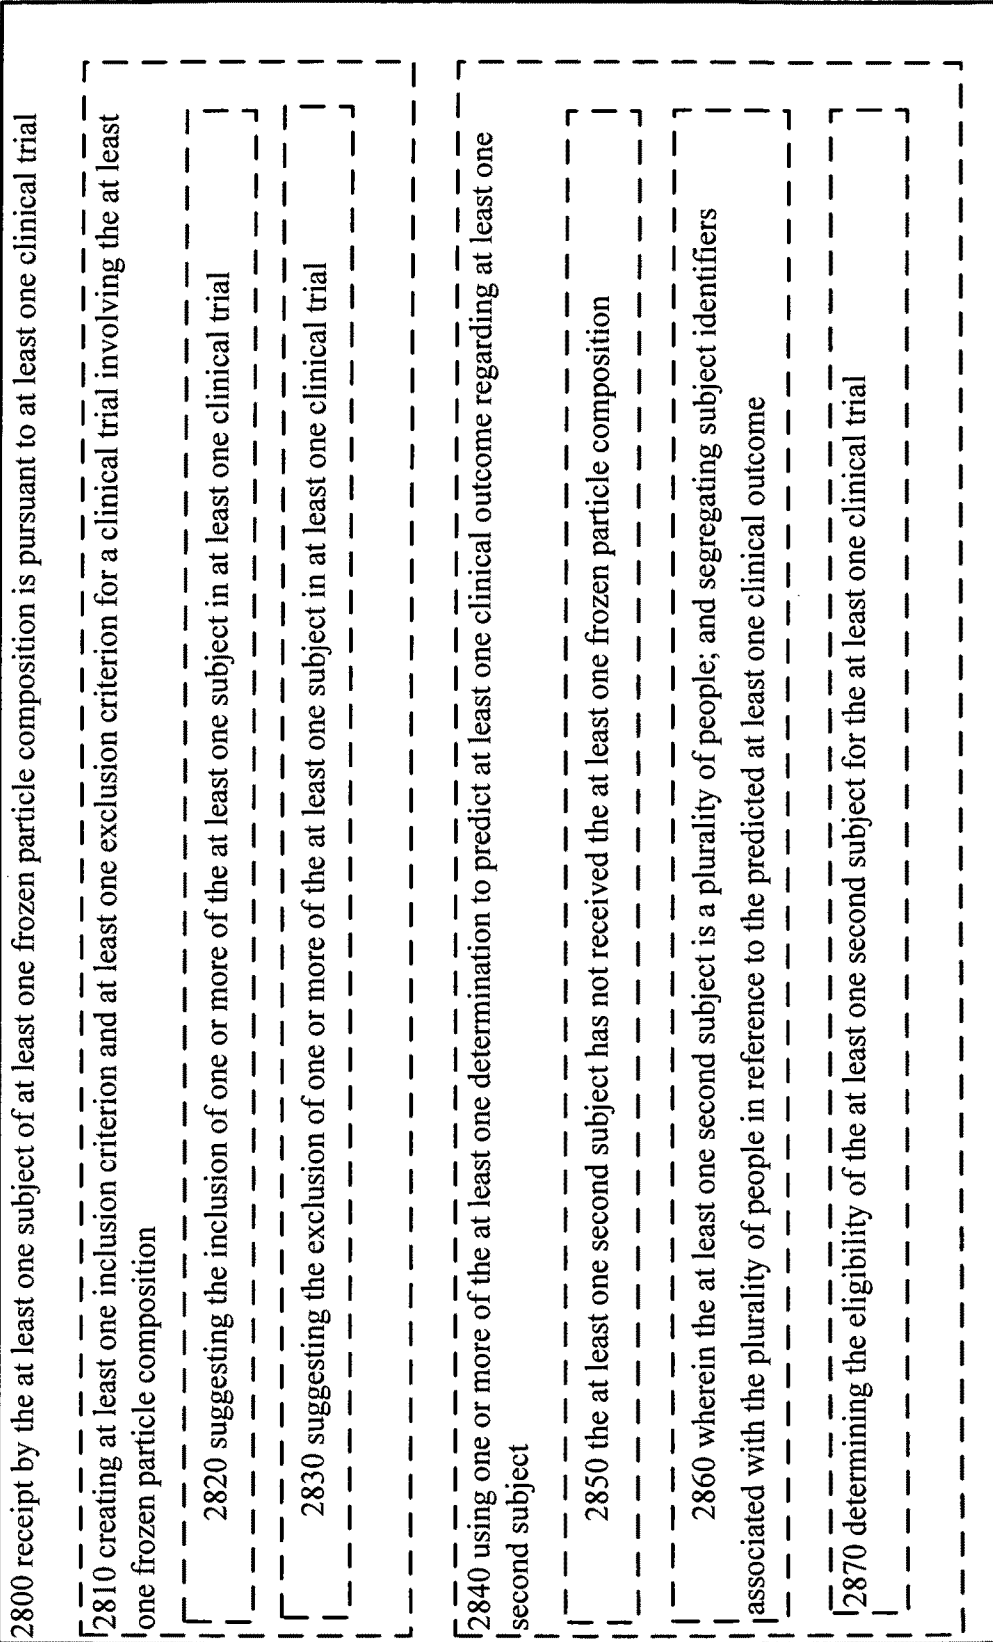 2800 receipt by the at least one subject of at least one frozen particle composition is pursuant to at least one clinical trial
2810 creating at least one inclusion criterion and at least one exclusion criterion for a clinical trial involving the at least
one frozen particle composition
2820 suggesting the inclusion of one or more of the at least one subject in at least one clinical trial
2830 suggesting the exclusion of one or more of the at least one subject in at least one clinical trial
2840 using one or more of the at least one determination to predict at least one clinical outcome regarding at least one
second subject
2850 the at least one second subject has not received the at least one frozen particle composition
2860 wherein the at least one second subject is a plurality of people; and segregating subject identifiers
associated with the plurality of people in reference to the predicted at least one clinical outcome
2870 determining the eligibility of the at least one second subject for the at least one clinical trial